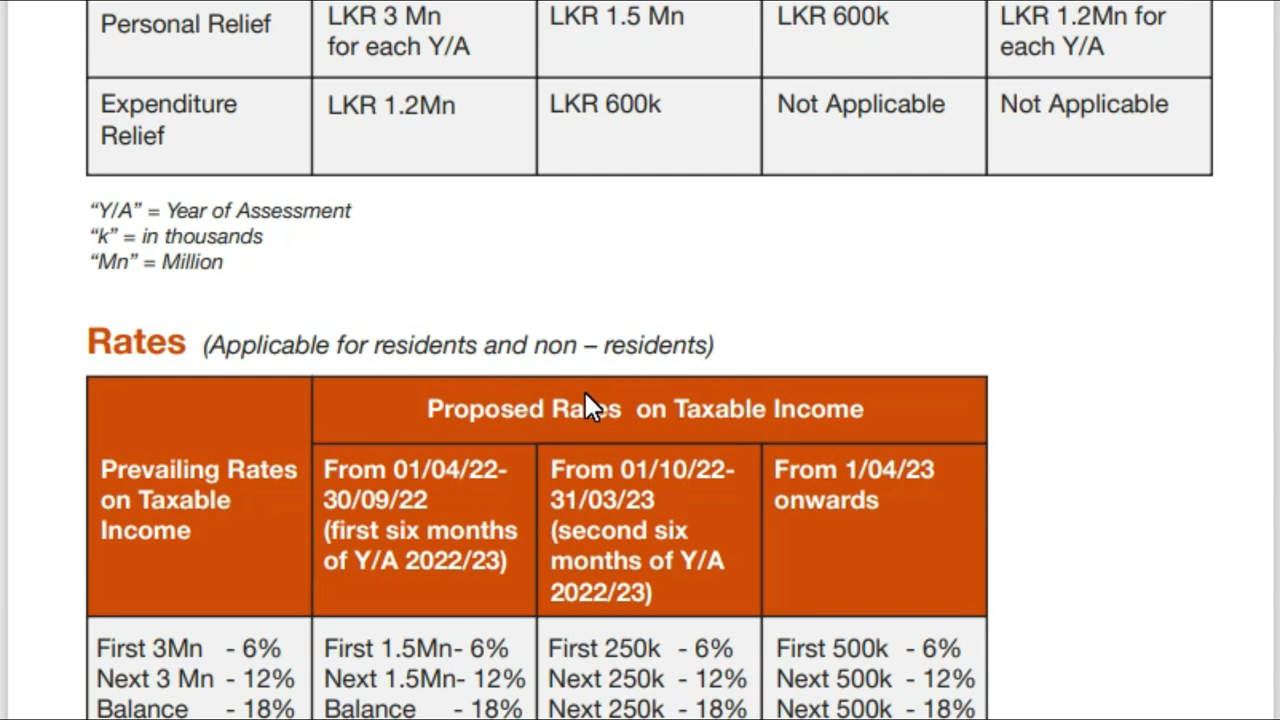 Personal Relief
LKR 3 Mn
for each Y/A
LKR 1.5 Mn
LKR 600k
LKR 1.2Mn for
each Y/A
Expenditure
Relief
LKR 1.2Mn
LKR 600k
Not Applicable
Not Applicable
“Y/A” = Year of Assessment
“k” = in thousands
“Mn” = Million
Rates (Applicable for residents and non – residents)
Prevailing Rates
on Taxable
Income
Proposed Rates on Taxable Income
From 01/04/22-
30/09/22
(first six months
of Y/A 2022/23)
From 01/10/22-
31/03/23
(second six
months of Y/A
2022/23)
From 1/04/23
onwards
First 3Mn - 6%
Next 3 Mn - 12%
Balance - 18%
First 1.5Mn- 6%
Next 1.5Mn- 12%
Balance - 18%
First 250k - 6%
Next 250k - 12%
Next 250k - 18%
First 500k - 6%
Next 500k - 12%
Next 500k - 18%